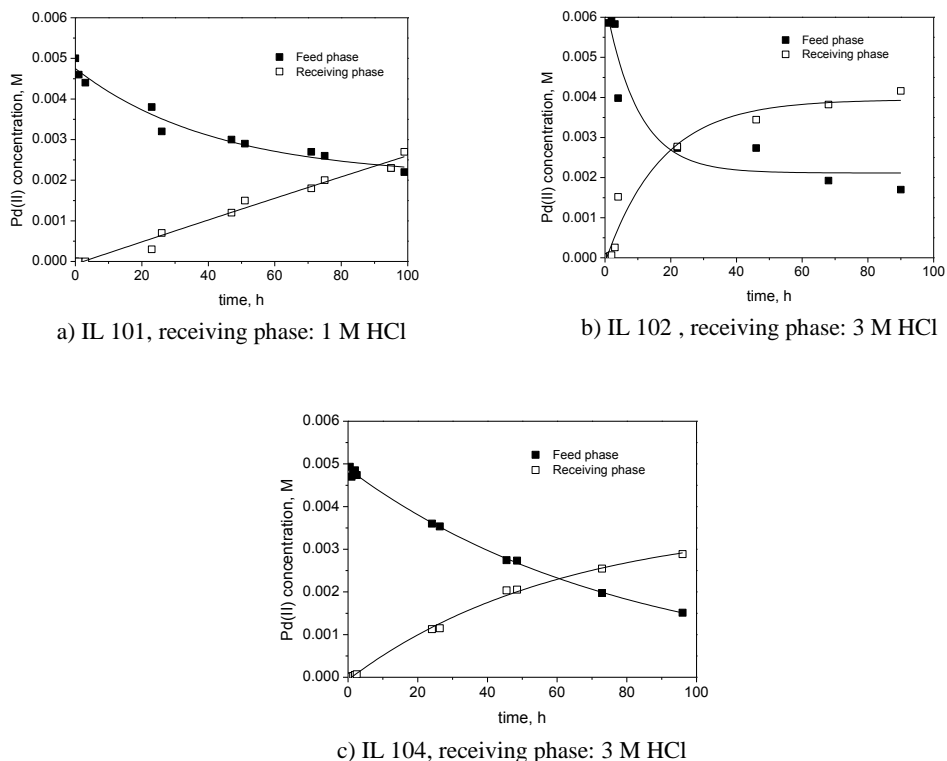 0.006
0.005
0.004
0.003
0.002
0.001
0.000
Pd(II) concentration, M
Feed phase
Receiving phase
0 20 40 60 80 100
time, h
a) IL 101, receiving phase: 1 M HCl
0.006
0.005
0.004
0.003
0.002
0.001
0.000
Pd(II) concentration, M
Feed phase
Receiving phase
0 20 40 60 80 100
time, h
b) IL 102 , receiving phase: 3 M HCl
0.006
0.005
0.004
0.003
0.002
0.001
0.000
Pd(II) concentration, M
Feed phase
Receiving phase
0 20 40 60 80 100
time, h
c) IL 104, receiving phase: 3 M HCl